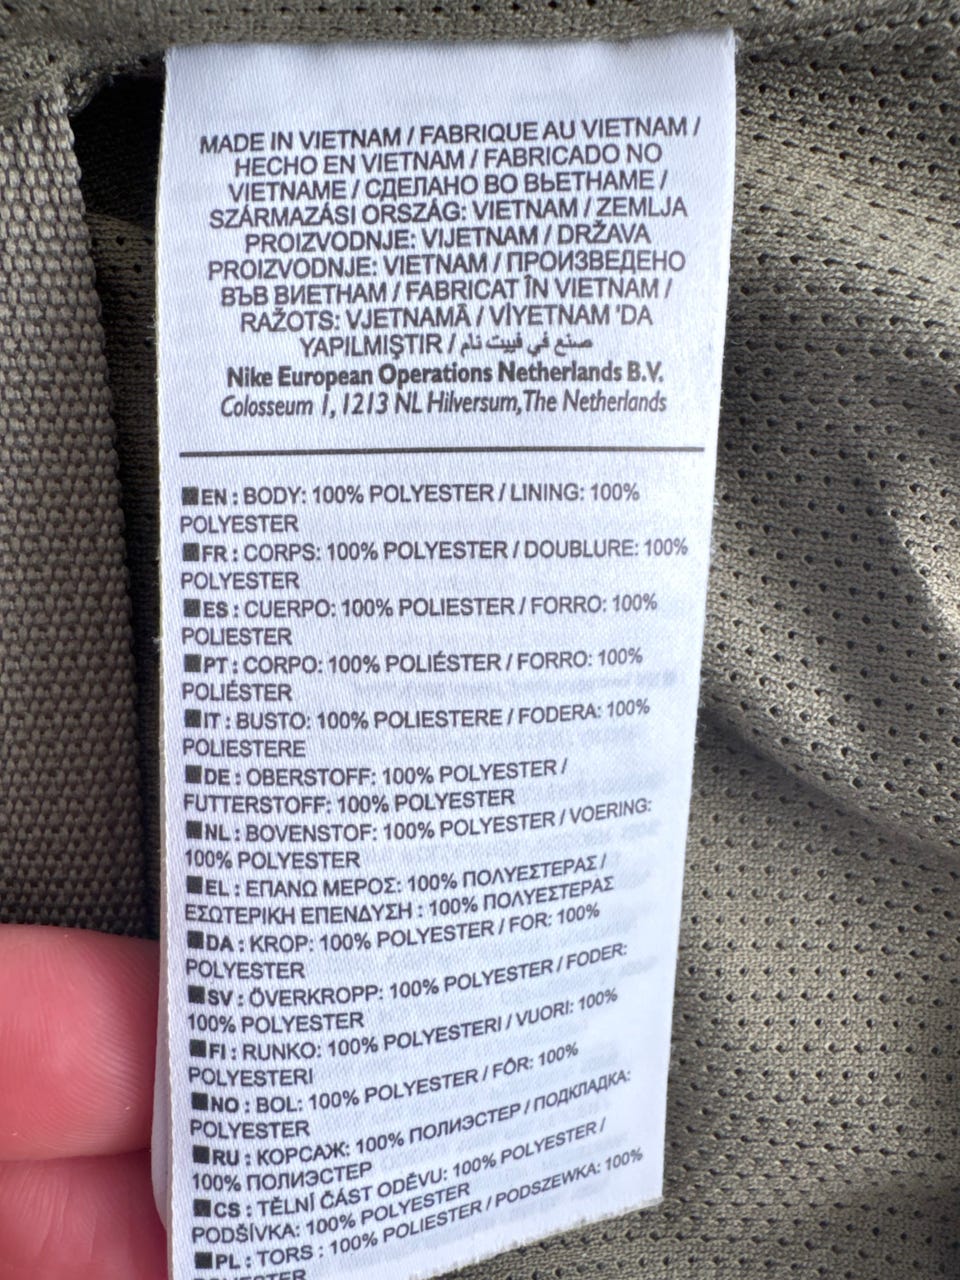 MADE IN VIETNAM / FABRIQUE AU VIETNAM /
HECHO EN VIETNAM / FABRICADO NO
VIETNAME / СДЕЛАНО ВО ВЬЕТНАМЕ /
SZÁRMAZÁSI ORSZÁG: VIETNAM / ZEMLJA
PROIZVODNJE: VIJETNAM / DRŽAVA
PROIZVODNJE: VIETNAM / ПРОИЗВЕДЕНО
ВЪВ ВИЕТНАМ / FABRICAT ÎN VIETNAM /
RAŽOTS: VJETNAMĀ / VİYETNAM 'DA
YAPILMIŞTIR / صنع في فييت نام
Nike European Operations Netherlands B.V.
Colosseum 1, 1213 NL Hilversum, The Netherlands
■EN : BODY: 100% POLYESTER / LINING: 100%
POLYESTER
■FR : CORPS: 100% POLYESTER / DOUBLURE: 100%
POLYESTER
■ES : CUERPO: 100% POLIESTER / FORRO: 100%
POLIESTER
■PT : CORPO: 100% POLIÉSTER / FORRO: 100%
POLIÉSTER
■IT : BUSTO: 100% POLIESTERE / FODERA: 100%
POLIESTERE
■DE : OBERSTOFF: 100% POLYESTER /
FUTTERSTOFF: 100% POLYESTER
■NL : BOVENSTOF: 100% POLYESTER / VOERING:
100% POLYESTER
■EL : ΕΠΑΝΩ ΜΕΡΟΣ: 100% ΠΟΛΥΕΣΤΕΡΑΣ /
ΕΣΩΤΕΡΙΚΗ ΕΠΕΝΔΥΣΗ : 100% ΠΟΛΥΕΣΤΕΡΑΣ
■DA : KROP: 100% POLYESTER / FOR: 100%
POLYESTER
■SV : ÖVERKROPP: 100% POLYESTER / FODER:
100% POLYESTER
■FI : RUNKO: 100% POLYESTERI / VUORI: 100%
POLYESTERI
■NO : BOL: 100% POLYESTER / FÔR: 100%
POLYESTER
■RU : КОРСАЖ: 100% ПОЛИЭСТЕР / ПОДКЛАДКА:
100% ПОЛИЭСТЕР
■CS : TĚLNÍ ČÁST ODĚVU: 100% POLYESTER /
PODŠÍVKA: 100% POLYESTER
■PL : TORS : 100% POLIESTER / PODSZEWKA: 100%